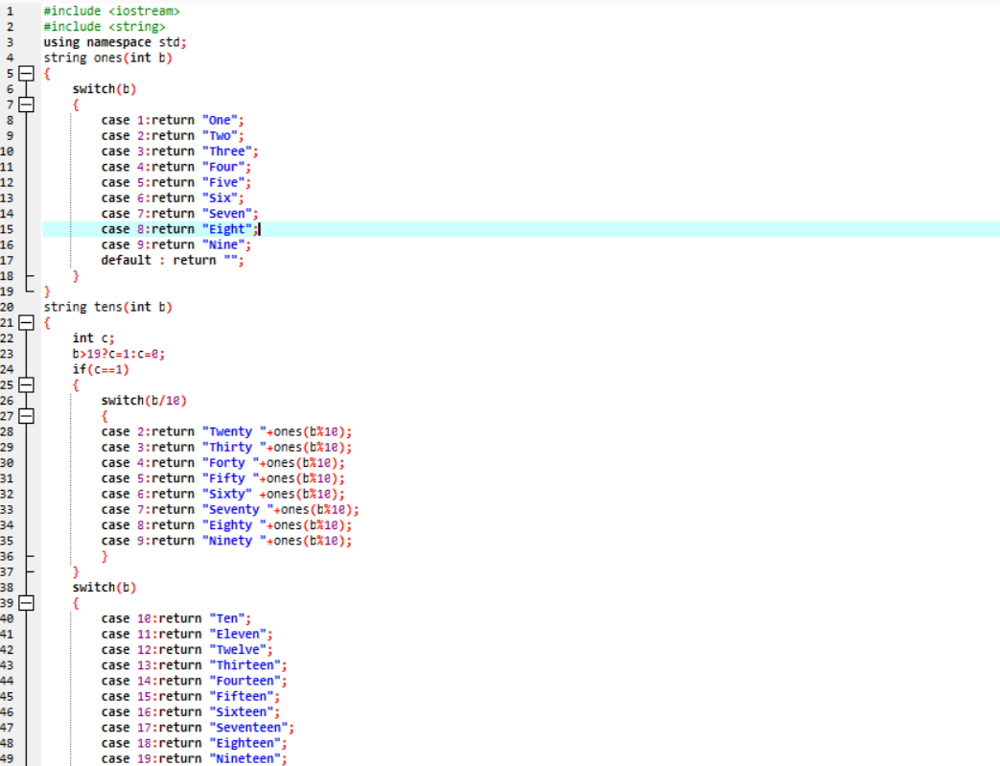 1 #include <iostream>
2 #include <string>
3 using namespace std;
4 string ones(int b)
5 {
6 switch(b)
7 {
8 case 1:return "One";
9 case 2:return "Two";
10 case 3:return "Three";
11 case 4:return "Four";
12 case 5:return "Five";
13 case 6:return "Six";
14 case 7:return "Seven";
15 case 8:return "Eight";
16 case 9:return "Nine";
17 default : return "";
18 }
19 }
20 string tens(int b)
21 {
22 int c;
23 b>19?c=1:c=0;
24 if(c==1)
25 {
26 switch(b/10)
27 {
28 case 2:return "Twenty "+ones(b%10);
29 case 3:return "Thirty "+ones(b%10);
30 case 4:return "Forty "+ones(b%10);
31 case 5:return "Fifty "+ones(b%10);
32 case 6:return "Sixty" +ones(b%10);
33 case 7:return "Seventy "+ones(b%10);
34 case 8:return "Eighty "+ones(b%10);
35 case 9:return "Ninety "+ones(b%10);
36 }
37 }
38 switch(b)
39 {
40 case 10:return "Ten";
41 case 11:return "Eleven";
42 case 12:return "Twelve";
43 case 13:return "Thirteen";
44 case 14:return "Fourteen";
45 case 15:return "Fifteen";
46 case 16:return "Sixteen";
47 case 17:return "Seventeen";
48 case 18:return "Eighteen";
49 case 19:return "Nineteen";